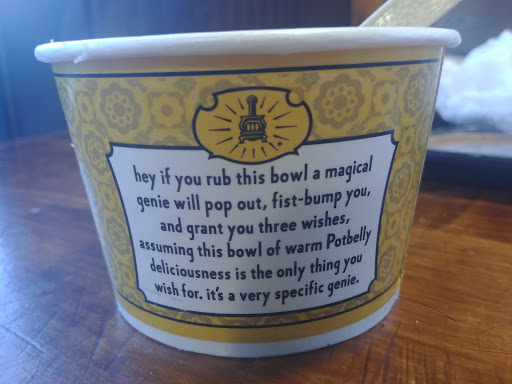 hey if you rub this bowl a magical
genie will pop out, fist-bump you,
and grant you three wishes,
assuming this bowl of warm Potbelly
deliciousness is the only thing you
wish for. it's a very specific genie.